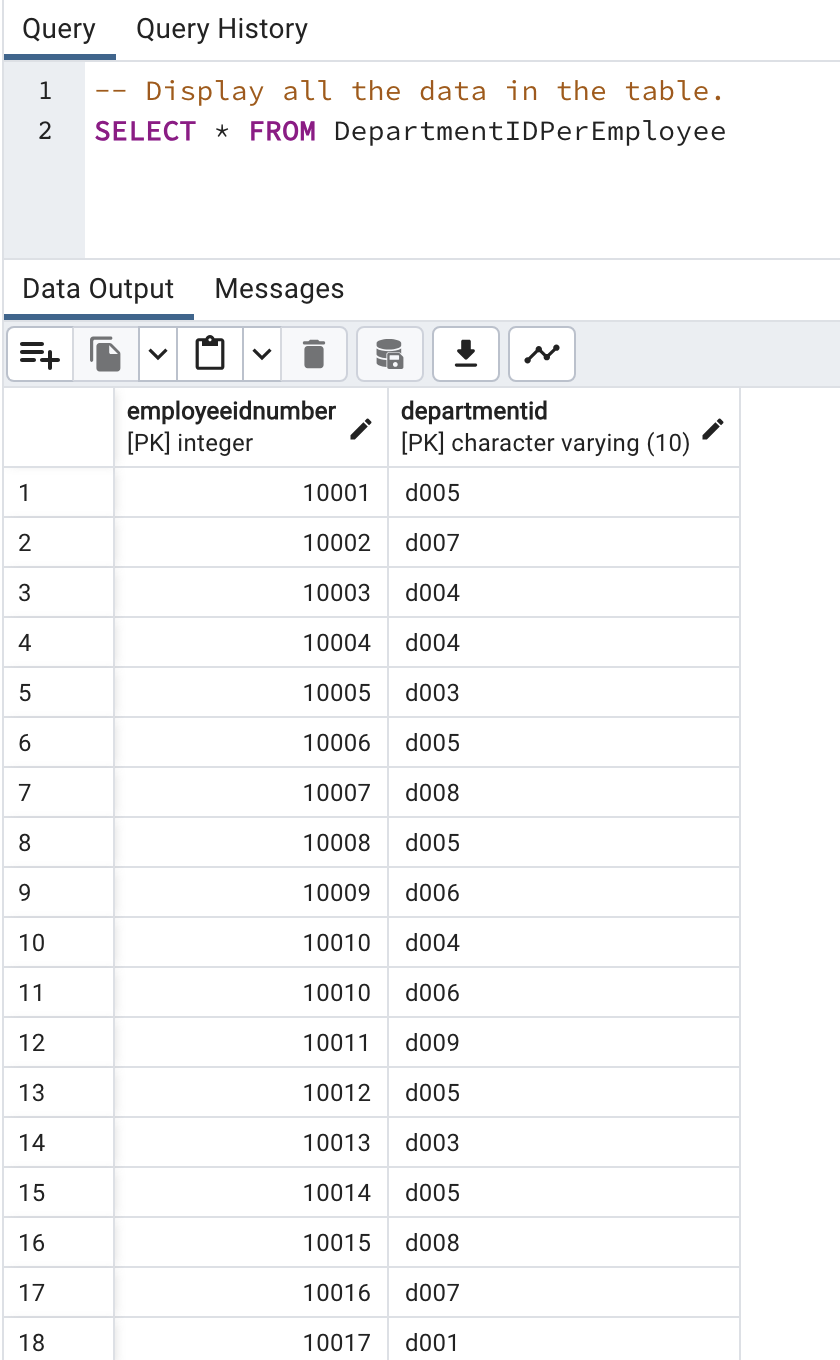 Query Query History
1 -- Display all the data in the table.
2 SELECT * FROM DepartmentIDPerEmployee
Data Output Messages
employeeidnumber departmentid
[PK] integer [PK] character varying (10)
1 10001 d005
2 10002 d007
3 10003 d004
4 10004 d004
5 10005 d003
6 10006 d005
7 10007 d008
8 10008 d005
9 10009 d006
10 10010 d004
11 10010 d006
12 10011 d009
13 10012 d005
14 10013 d003
15 10014 d005
16 10015 d008
17 10016 d007
18 10017 d001